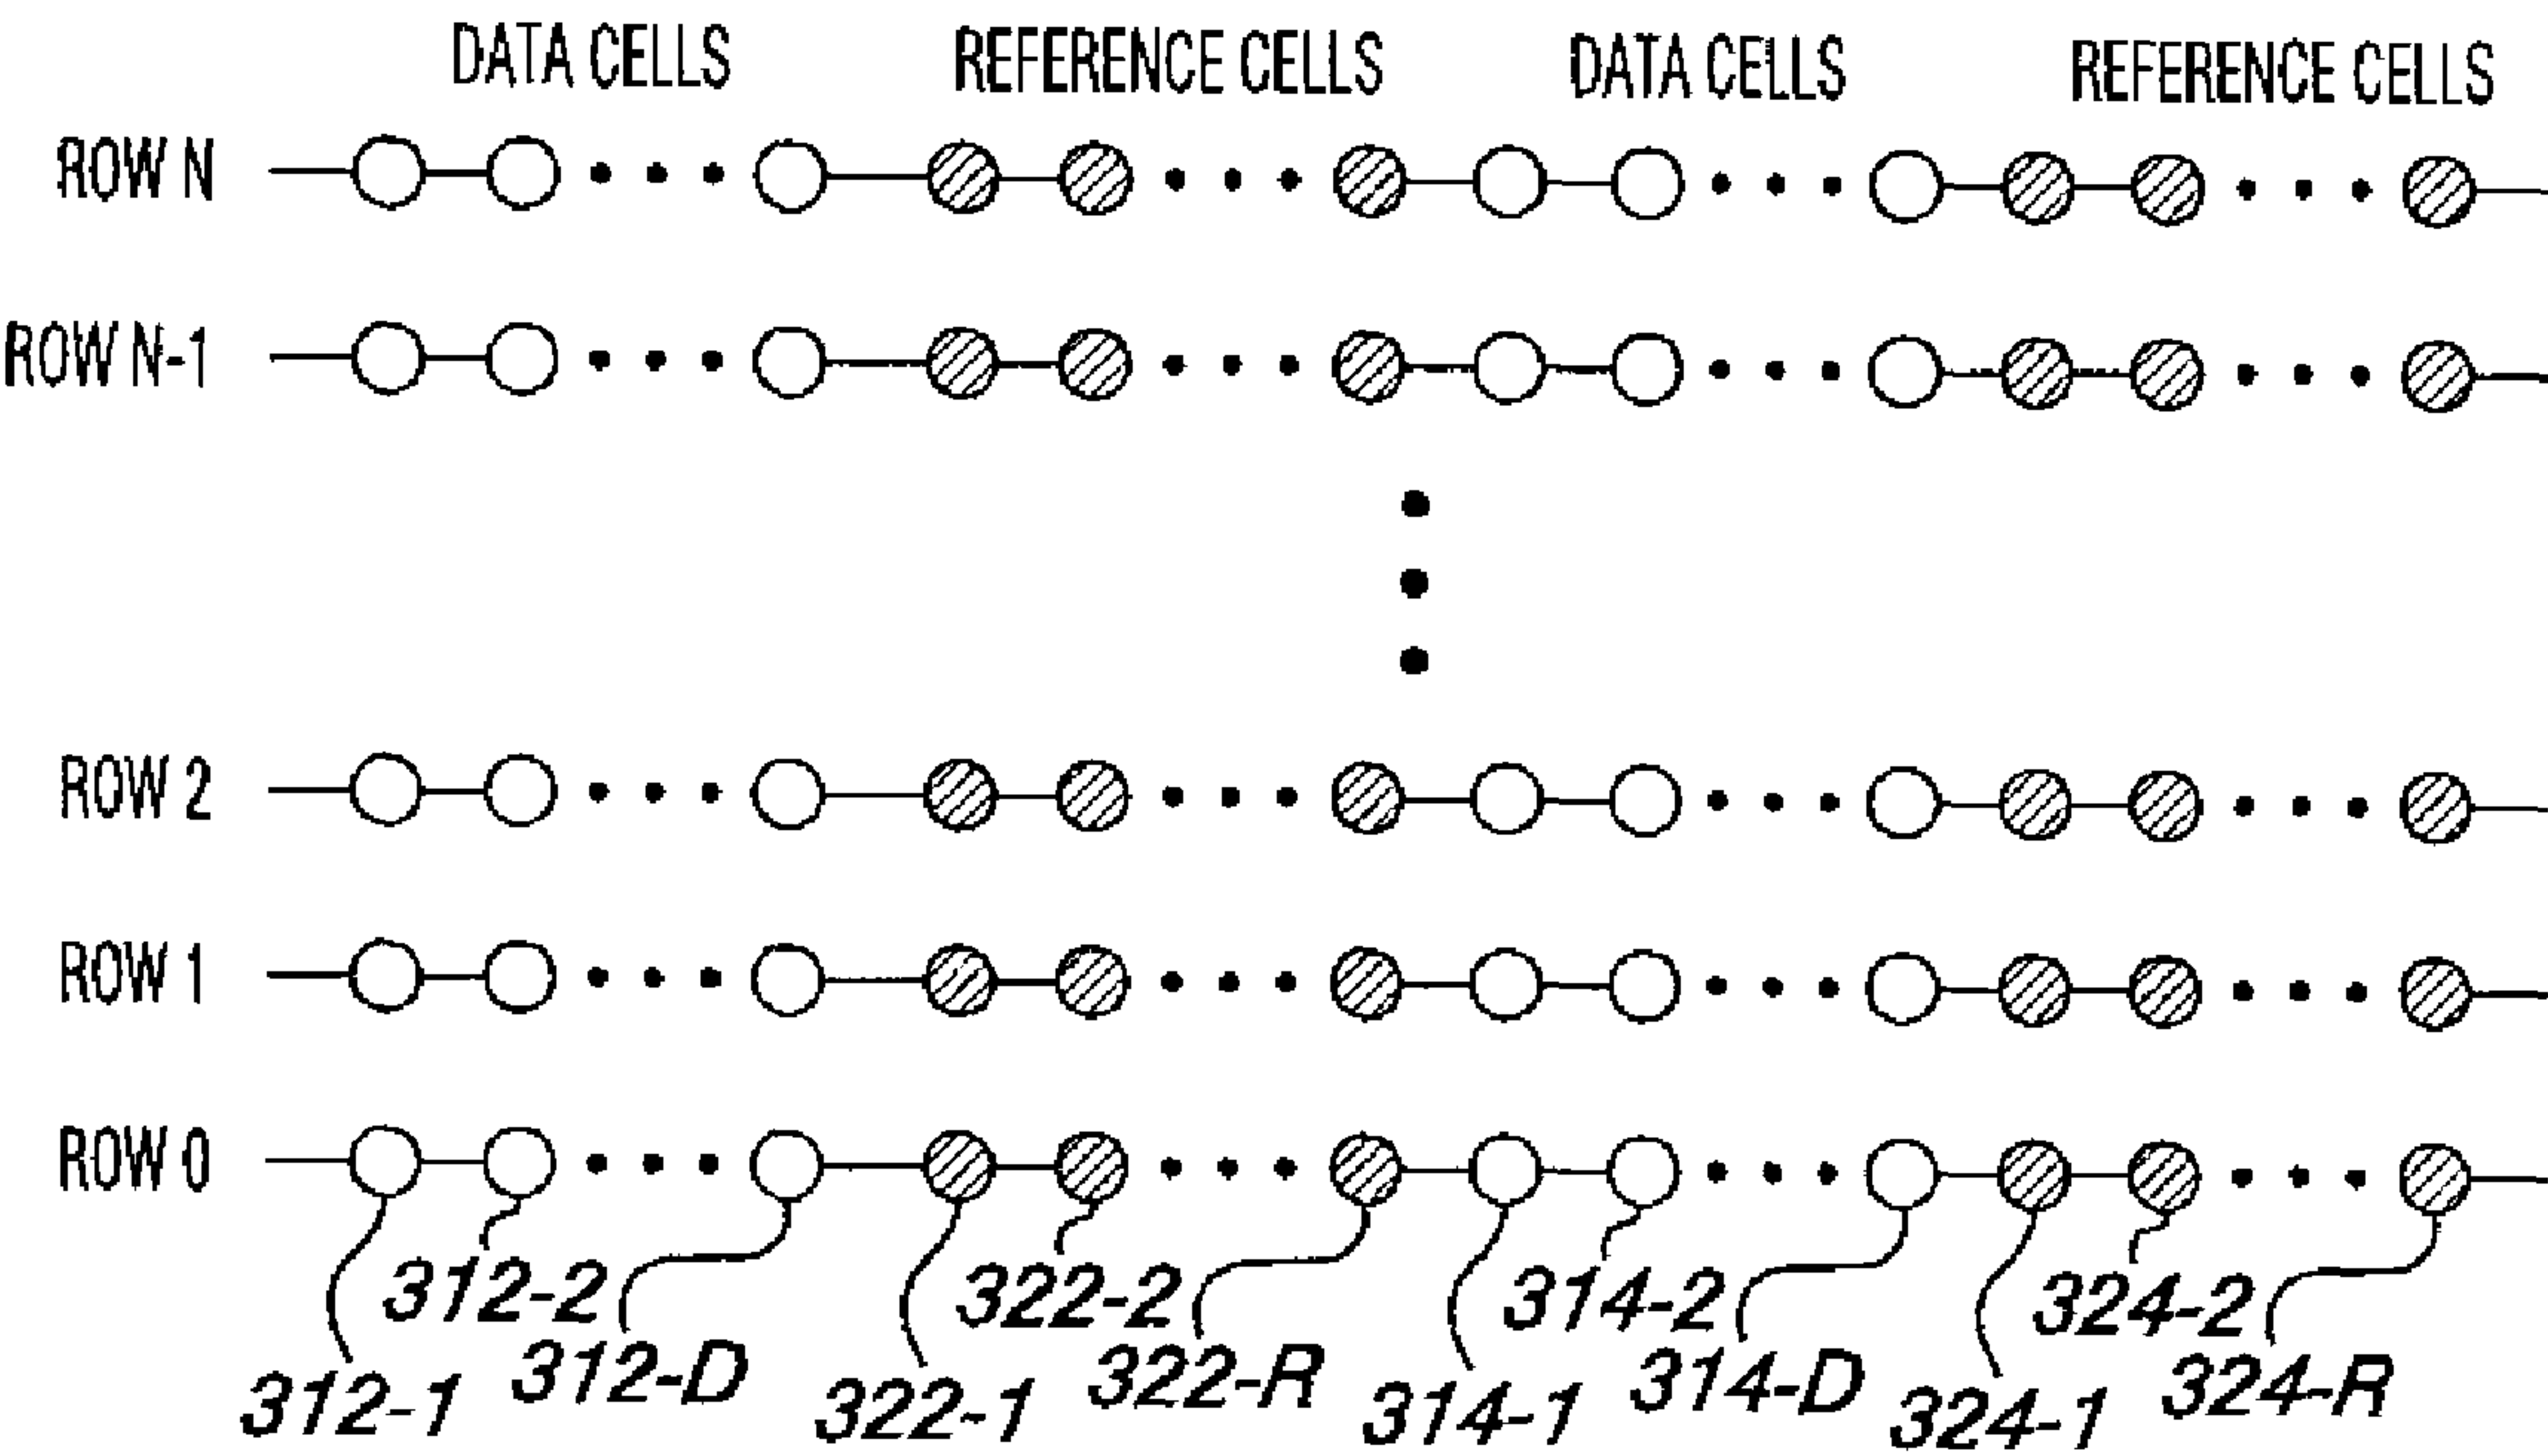 DATA CELLS REFERENCE CELLS DATA CELLS REFERENCE CELLS
ROW N
ROW N-1
ROW 2
ROW 1
ROW 0
312-2 322-2 314-2 324-2
312-D 322-R 314-D 324-R
312-1 322-1 314-1 324-1